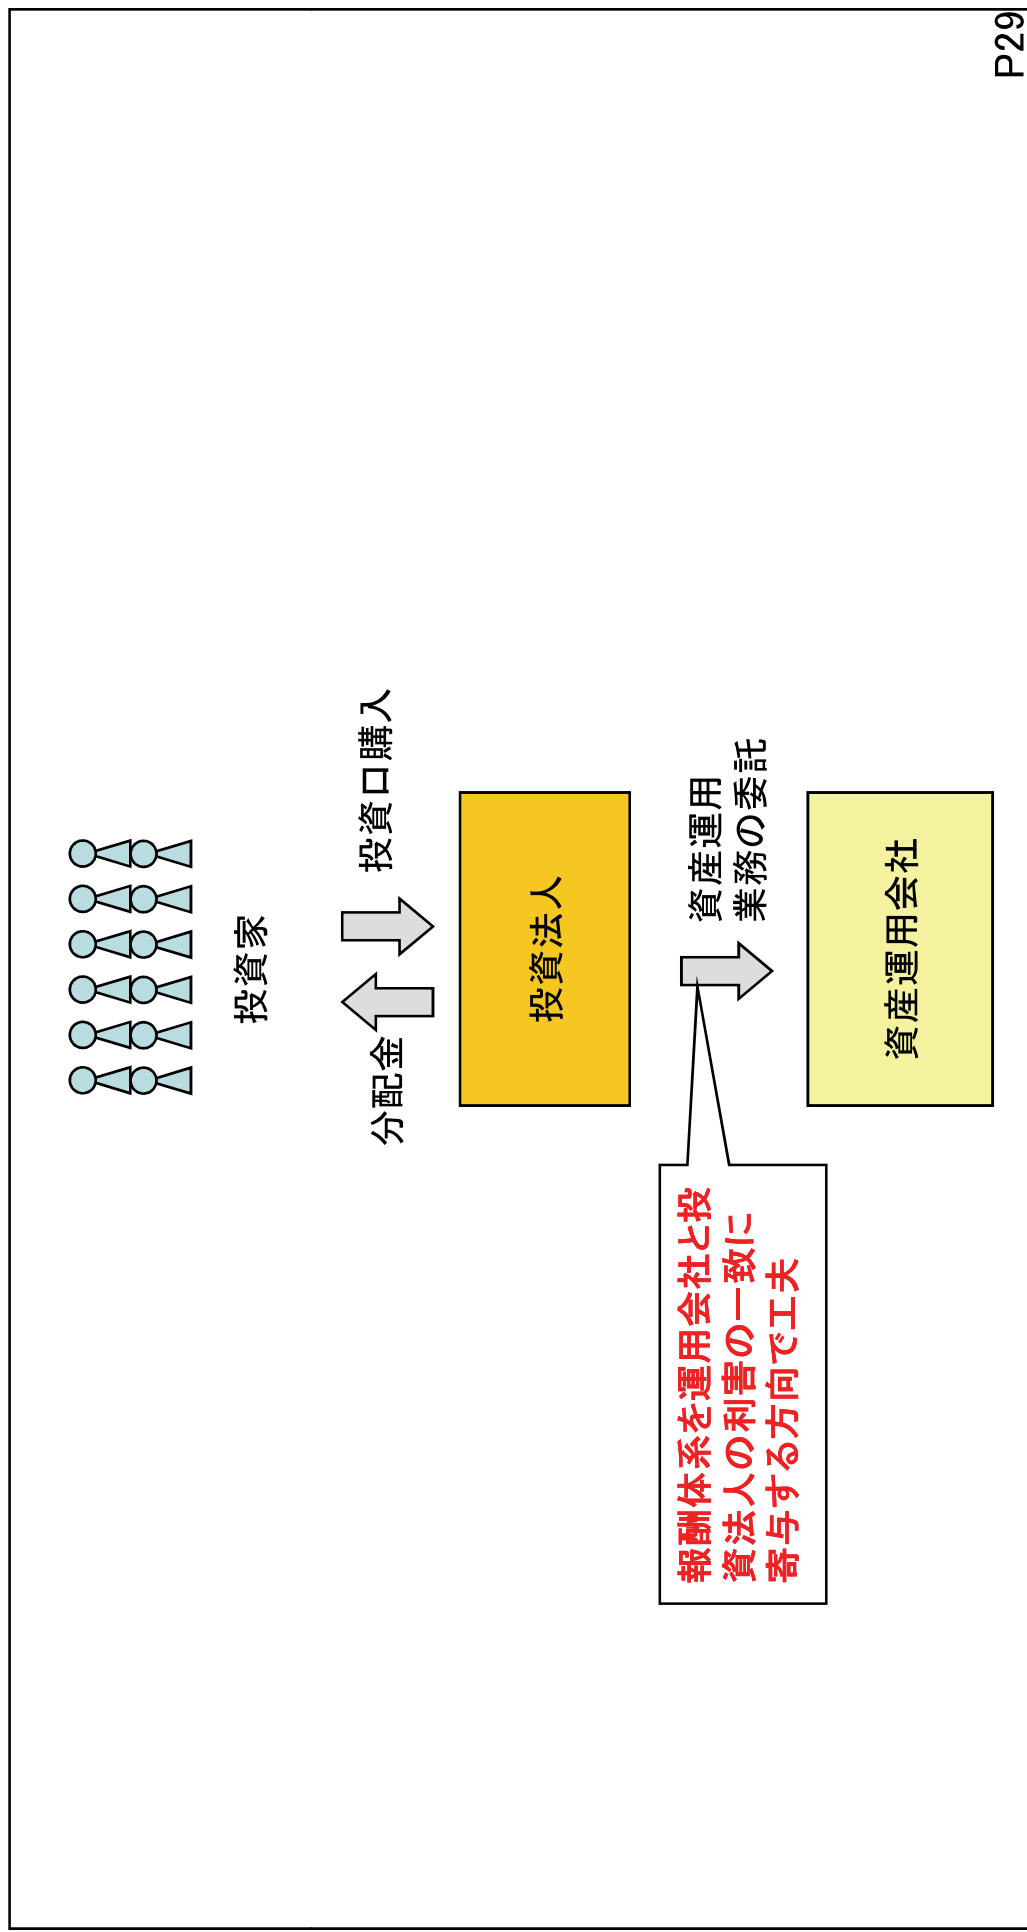 投資家
分配金
投資口購入
投資法人
報酬体系を運用会社と投
資法人の利害の一致に
寄与する方向で工夫
資産運用
業務の委託
資産運用会社
P29